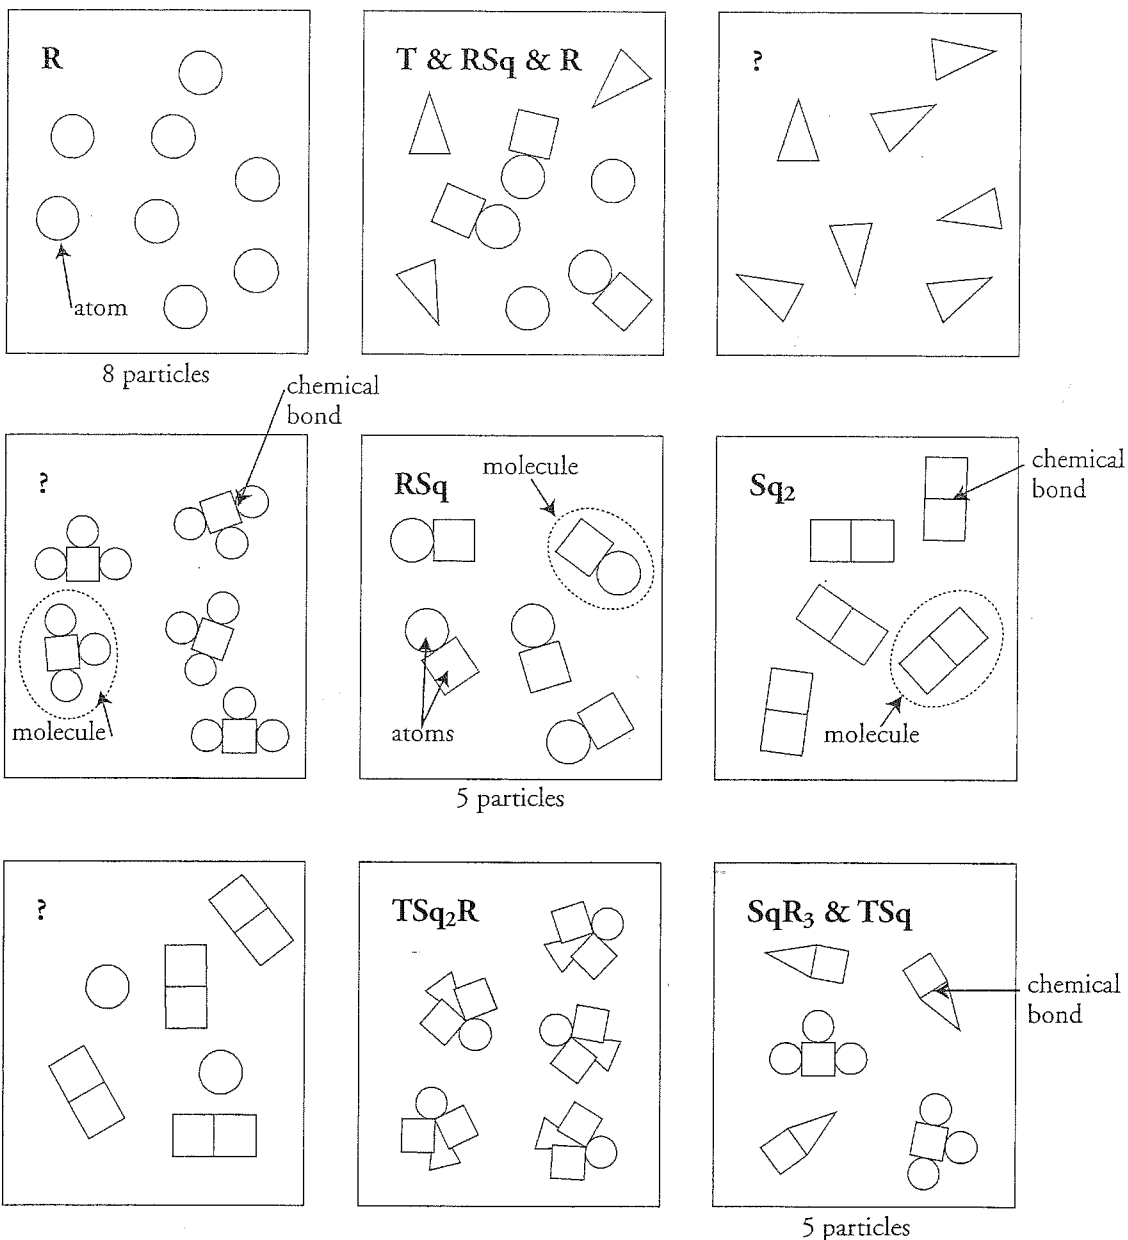 R
T & RSq & R
?
atom
8 particles
chemical
bond
?
molecule
RSq
molecule
atoms
5 particles
Sq₂
chemical
bond
molecule
?
TSq₂R
SqR₃ & TSq
chemical
bond
5 particles